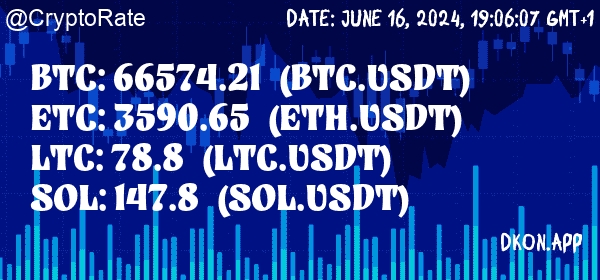 @CryptoRate
DATE: JUNE 16, 2024, 19:06:07 GMT+1
BTC: 66574.21 (BTC.USDT)
ETC: 3590.65 (ETH.USDT)
LTC: 78.8 (LTC.USDT)
SOL: 147.8 (SOL.USDT)
DKON.APP